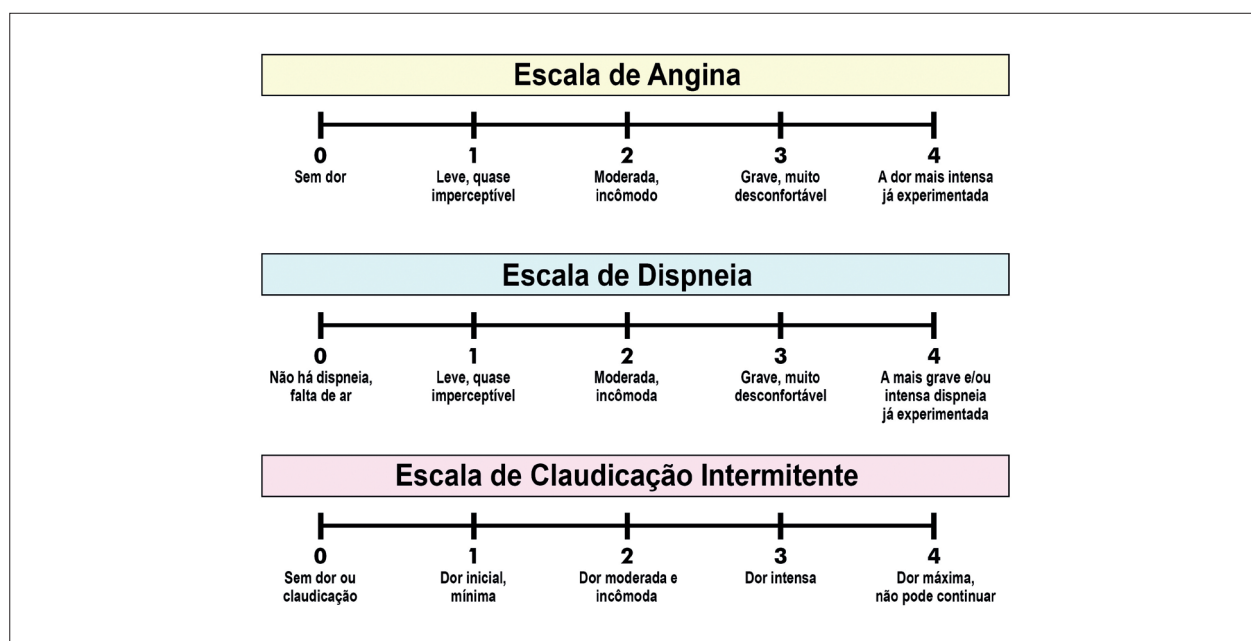 Escala de Angina
0 1 2 3 4
Sem dor
Leve, quase
imperceptível
Moderada,
incômodo
Grave, muito
desconfortável
A dor mais intensa
já experimentada
Escala de Dispneia
0 1 2 3 4
Não há dispneia,
falta de ar
Leve, quase
imperceptível
Moderada,
incômoda
Grave, muito
desconfortável
A mais grave e/ou
intensa dispneia
já experimentada
Escala de Claudicação Intermitente
0 1 2 3 4
Sem dor ou
claudicação
Dor inicial,
mínima
Dor moderada e
incômoda
Dor intensa
Dor máxima,
não pode continuar